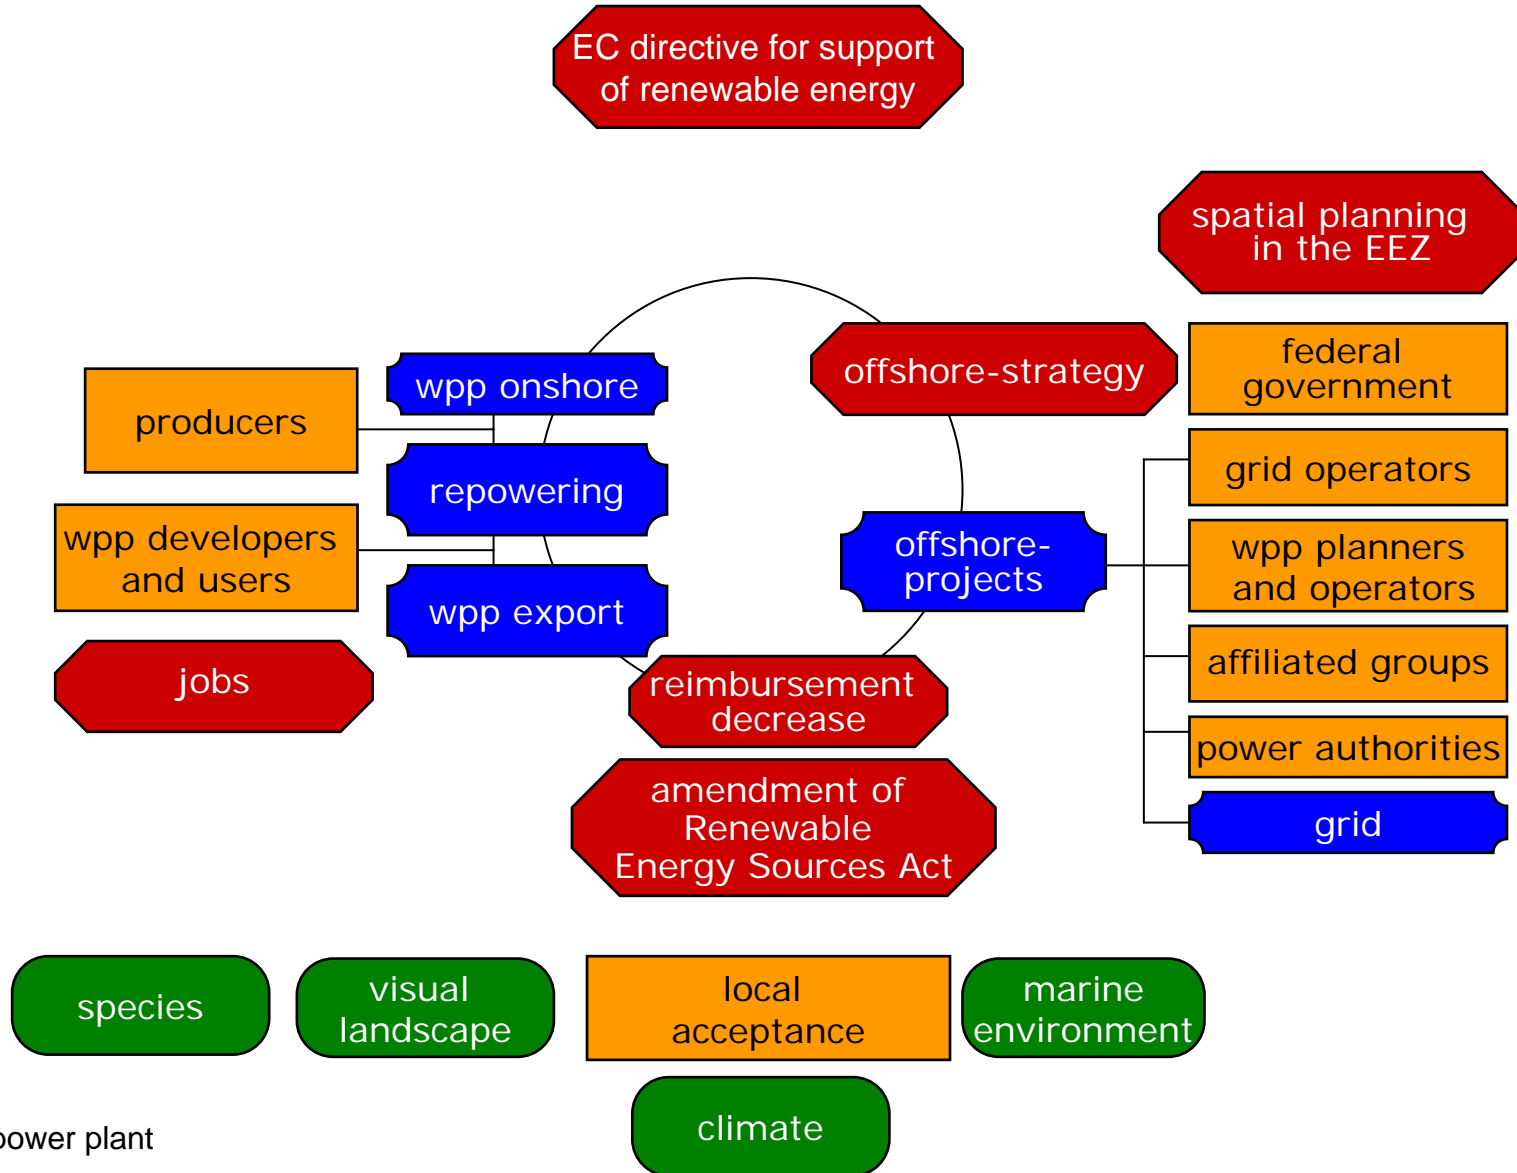 EC directive for support
of renewable energy
spatial planning
in the EEZ
offshore-strategy
federal
government
wpp onshore
producers
grid operators
repowering
wpp developers
and users
offshore-
projects
wpp planners
and operators
wpp export
affiliated groups
jobs
reimbursement
decrease
power authorities
amendment of
Renewable
Energy Sources Act
grid
species
visual
landscape
local
acceptance
marine
environment
climate
power plant